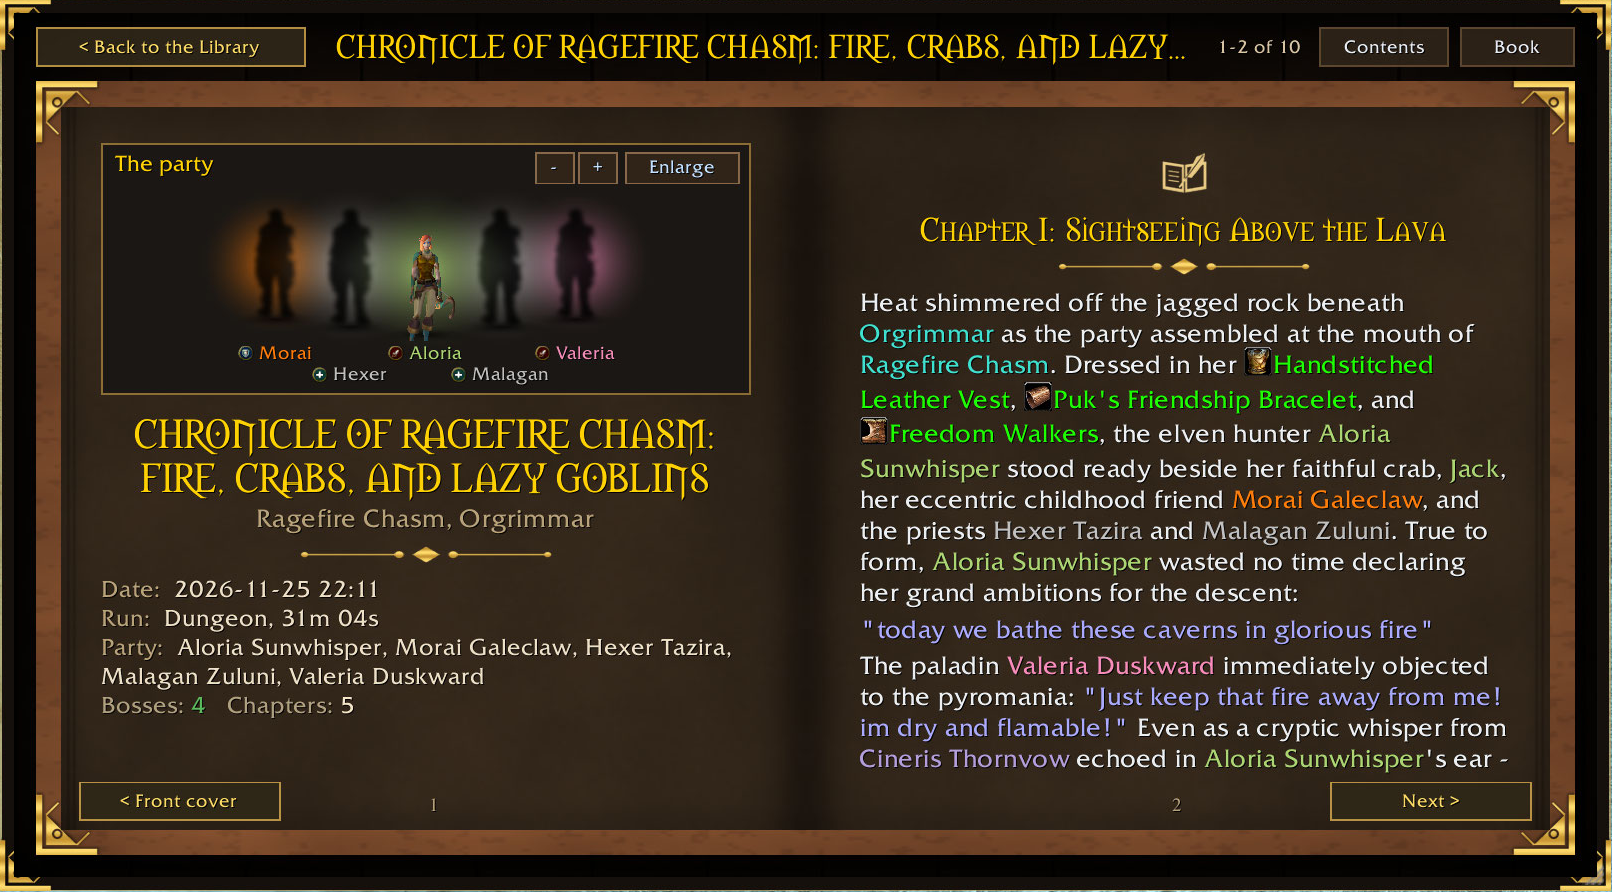 < Back to the Library
CHRONICLE OF RAGEFIRE CHASM: FIRE, CRABS, AND LAZY...
1-2 of 10
Contents
Book
The party
-
+
Enlarge
Morai
Aloria
Valeria
Hexer
Malagan
CHRONICLE OF RAGEFIRE CHASM:
FIRE, CRABS, AND LAZY GOBLINS
Ragefire Chasm, Orgrimmar
Date: 2026-11-25 22:11
Run: Dungeon, 31m 04s
Party: Aloria Sunwhisper, Morai Galeclaw, Hexer Tazira,
Malagan Zuluni, Valeria Duskward
Bosses: 4 Chapters: 5
< Front cover
1
Chapter I: Sightseeing Above the Lava
Heat shimmered off the jagged rock beneath
Orgrimmar as the party assembled at the mouth of
Ragefire Chasm. Dressed in her Handstitched
Leather Vest, Puk's Friendship Bracelet, and
Freedom Walkers, the elven hunter Aloria
Sunwhisper stood ready beside her faithful crab, Jack,
her eccentric childhood friend Morai Galeclaw, and
the priests Hexer Tazira and Malagan Zuluni. True to
form, Aloria Sunwhisper wasted no time declaring
her grand ambitions for the descent:
"today we bathe these caverns in glorious fire"
The paladin Valeria Duskward immediately objected
to the pyromania: "Just keep that fire away from me!
im dry and flamable!" Even as a cryptic whisper from
Cineris Thornvow echoed in Aloria Sunwhisper's ear -
2
Next >